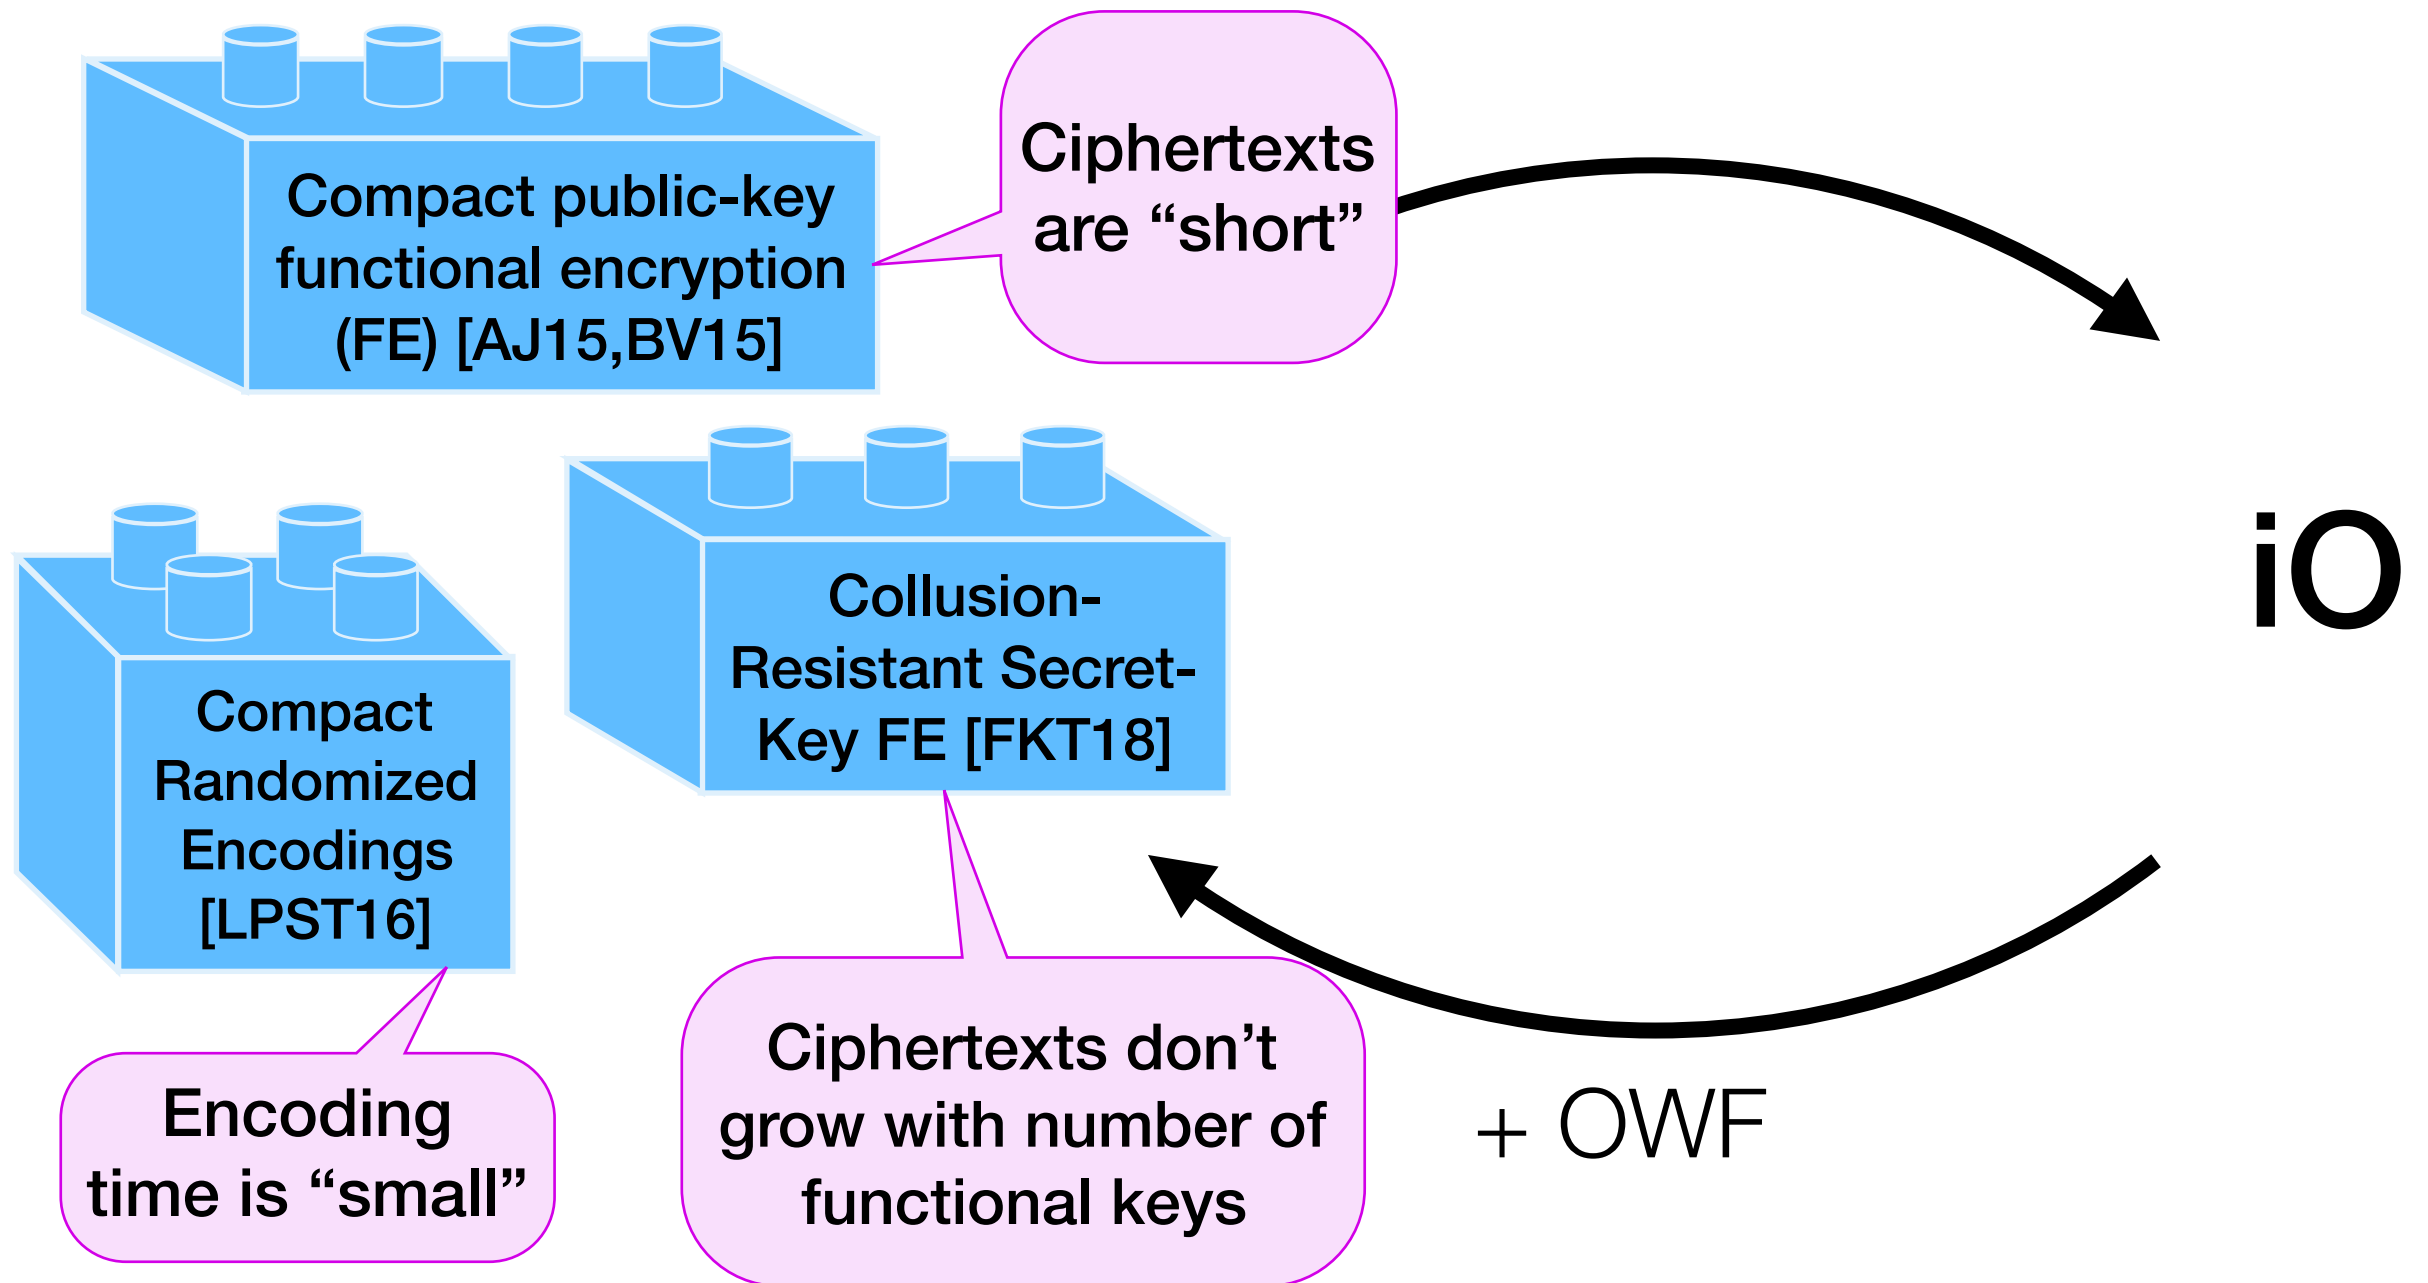 Compact public-key
functional encryption
(FE) [AJ15,BV15]
Ciphertexts
are “short”
Collusion-
Resistant Secret-
Key FE [FKT18]
iO
Compact
Randomized
Encodings
[LPST16]
Encoding
time is “small”
Ciphertexts don’t
grow with number of
functional keys
+ OWF